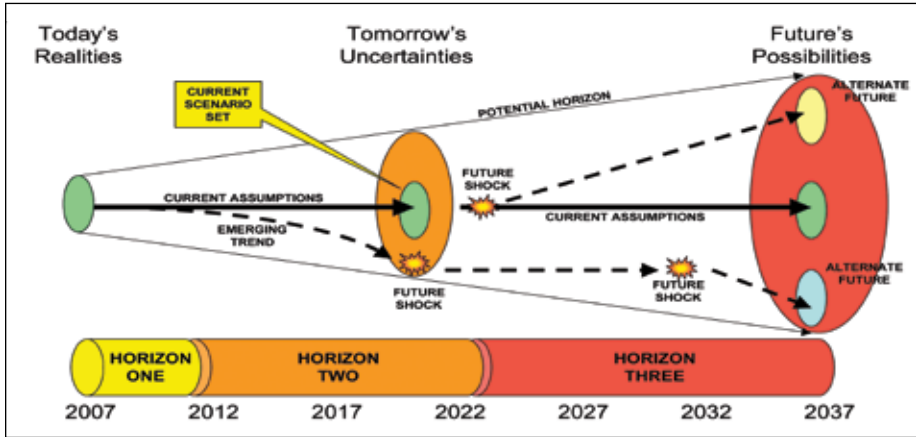 Today's
Realities
Tomorrow's
Uncertainties
Future's
Possibilities
CURRENT
SCENARIO
SET
POTENTIAL HORIZON
ALTERNATE
FUTURE
FUTURE
SHOCK
CURRENT ASSUMPTIONS
CURRENT ASSUMPTIONS
EMERGING
TREND
FUTURE
SHOCK
FUTURE
SHOCK
ALTERNATE
FUTURE
HORIZON
ONE
HORIZON
TWO
HORIZON
THREE
2007
2012
2017
2022
2027
2032
2037